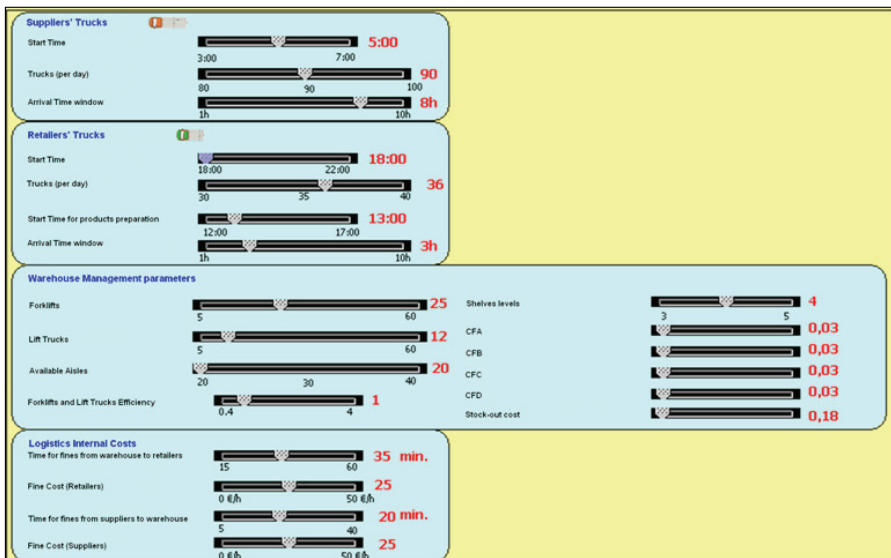 Suppliers' Trucks
Start Time 5:00
3:00 7:00
Trucks (per day) 90
80 90 100
Arrival Time window 8h
1h 10h
Retailers' Trucks
Start Time 18:00
18:00 22:00
Trucks (per day) 36
30 35 40
Start Time for products preparation 13:00
12:00 17:00
Arrival Time window 3h
1h 10h
Warehouse Management parameters
Forklifts 25
5 60
Lift Trucks 12
5 60
Available Aisles 20
20 30 40
Forklifts and Lift Trucks Efficiency 1
0.4 4
Shelves levels 4
3 5
CFA 0,03
CFB 0,03
CFC 0,03
CFD 0,03
Stock-out cost 0,18
Logistics Internal Costs
Time for fines from warehouse to retailers 35 min.
15 60
Fine Cost (Retailers) 25
0 €/h 50 €/h
Time for fines from suppliers to warehouse 20 min.
5 40
Fine Cost (Suppliers) 25
0 €/h 50 €/h